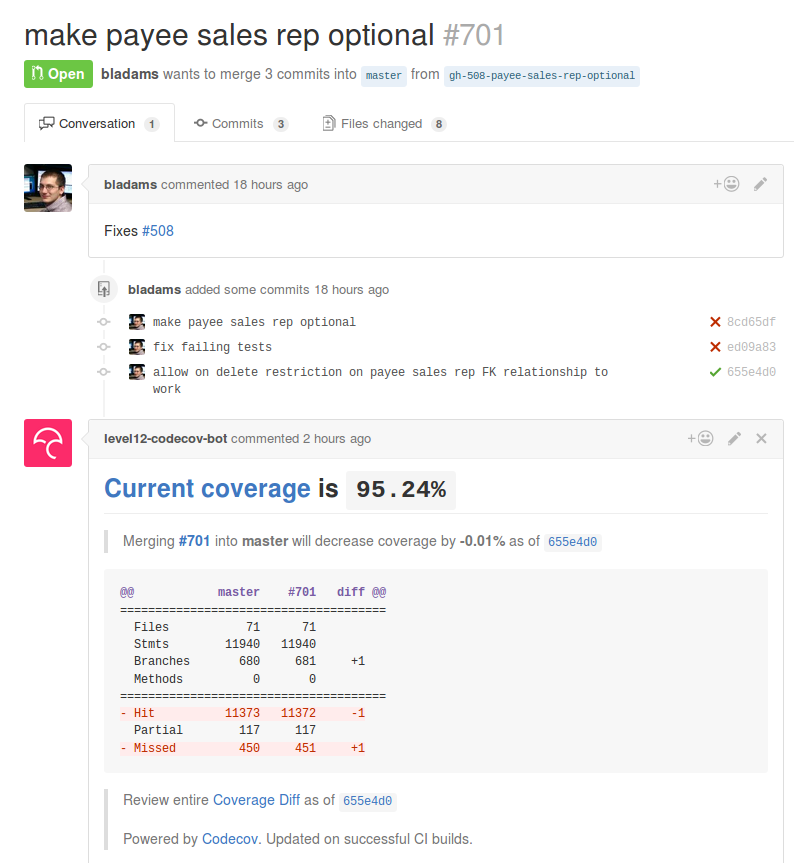 make payee sales rep optional #701
Open bladams wants to merge 3 commits into master from gh-508-payee-sales-rep-optional
Conversation 1 Commits 3 Files changed 8
bladams commented 18 hours ago
Fixes #508
bladams added some commits 18 hours ago
make payee sales rep optional 8cd65df
fix failing tests ed09a83
allow on delete restriction on payee sales rep FK relationship to 655e4d0
work
level12-codecov-bot commented 2 hours ago
Current coverage is 95.24%
Merging #701 into master will decrease coverage by -0.01% as of 655e4d0
@@ master #701 diff @@
======================================
Files 71 71
Stmts 11940 11940
Branches 680 681 +1
Methods 0 0
======================================
- Hit 11373 11372 -1
Partial 117 117
- Missed 450 451 +1
Review entire Coverage Diff as of 655e4d0
Powered by Codecov. Updated on successful CI builds.